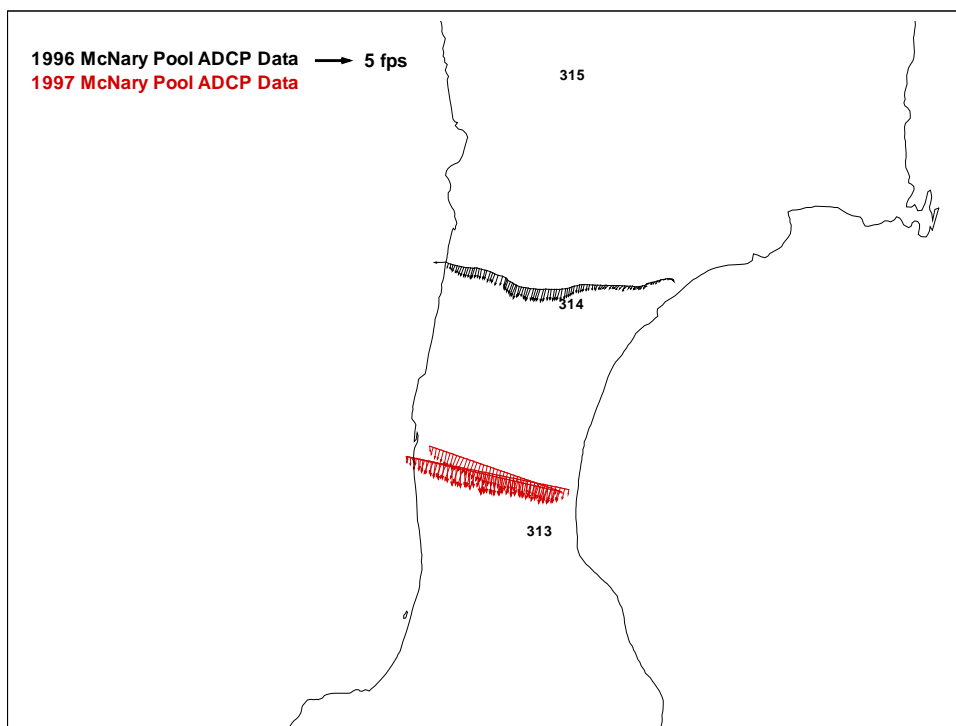 1996 McNary Pool ADCP Data 5 fps
1997 McNary Pool ADCP Data
315
314
313